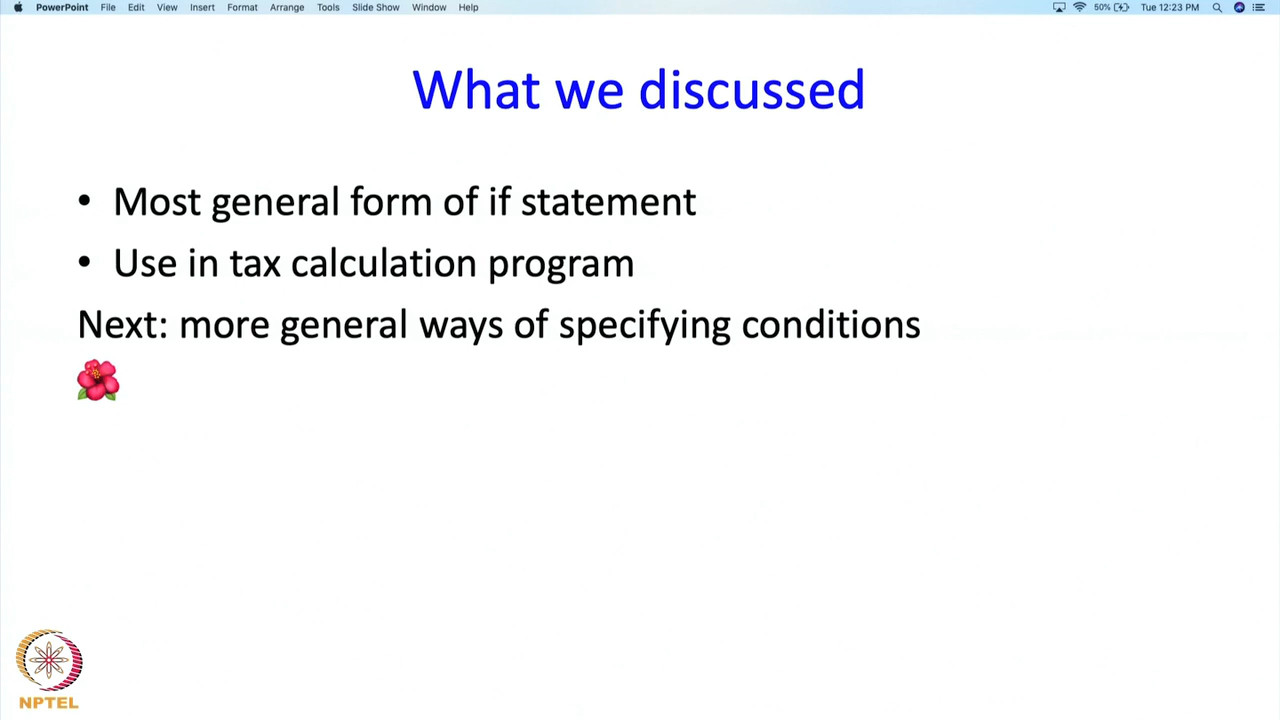 PowerPoint File Edit View Insert Format Arrange Tools Slide Show Window Help 50% Tue 12:23 PM
What we discussed
• Most general form of if statement
• Use in tax calculation program
Next: more general ways of specifying conditions
NPTEL